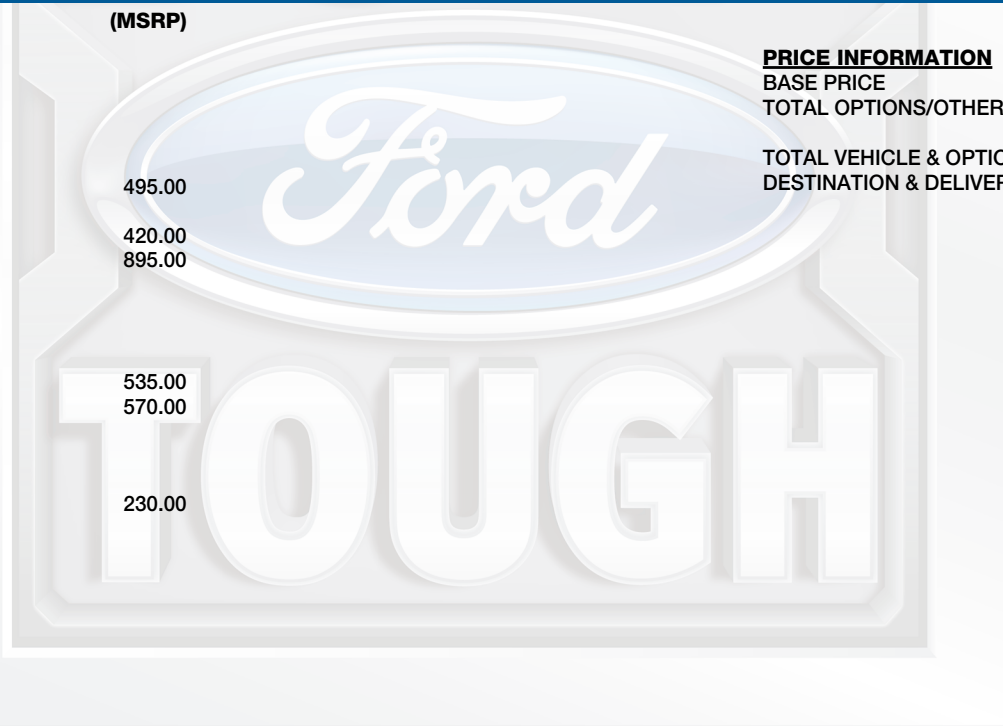 (MSRP)
495.00
420.00
895.00
535.00
570.00
230.00
PRICE INFORMATION
BASE PRICE
TOTAL OPTIONS/OTHER
TOTAL VEHICLE & OPTIO
DESTINATION & DELIVER
Ford
TOUGH